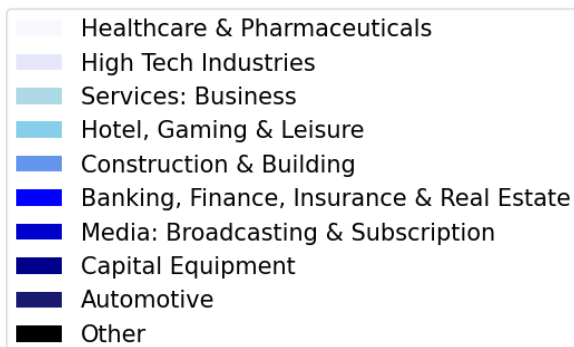 Healthcare & Pharmaceuticals
High Tech Industries
Services: Business
Hotel, Gaming & Leisure
Construction & Building
Banking, Finance, Insurance & Real Estate
Media: Broadcasting & Subscription
Capital Equipment
Automotive
Other